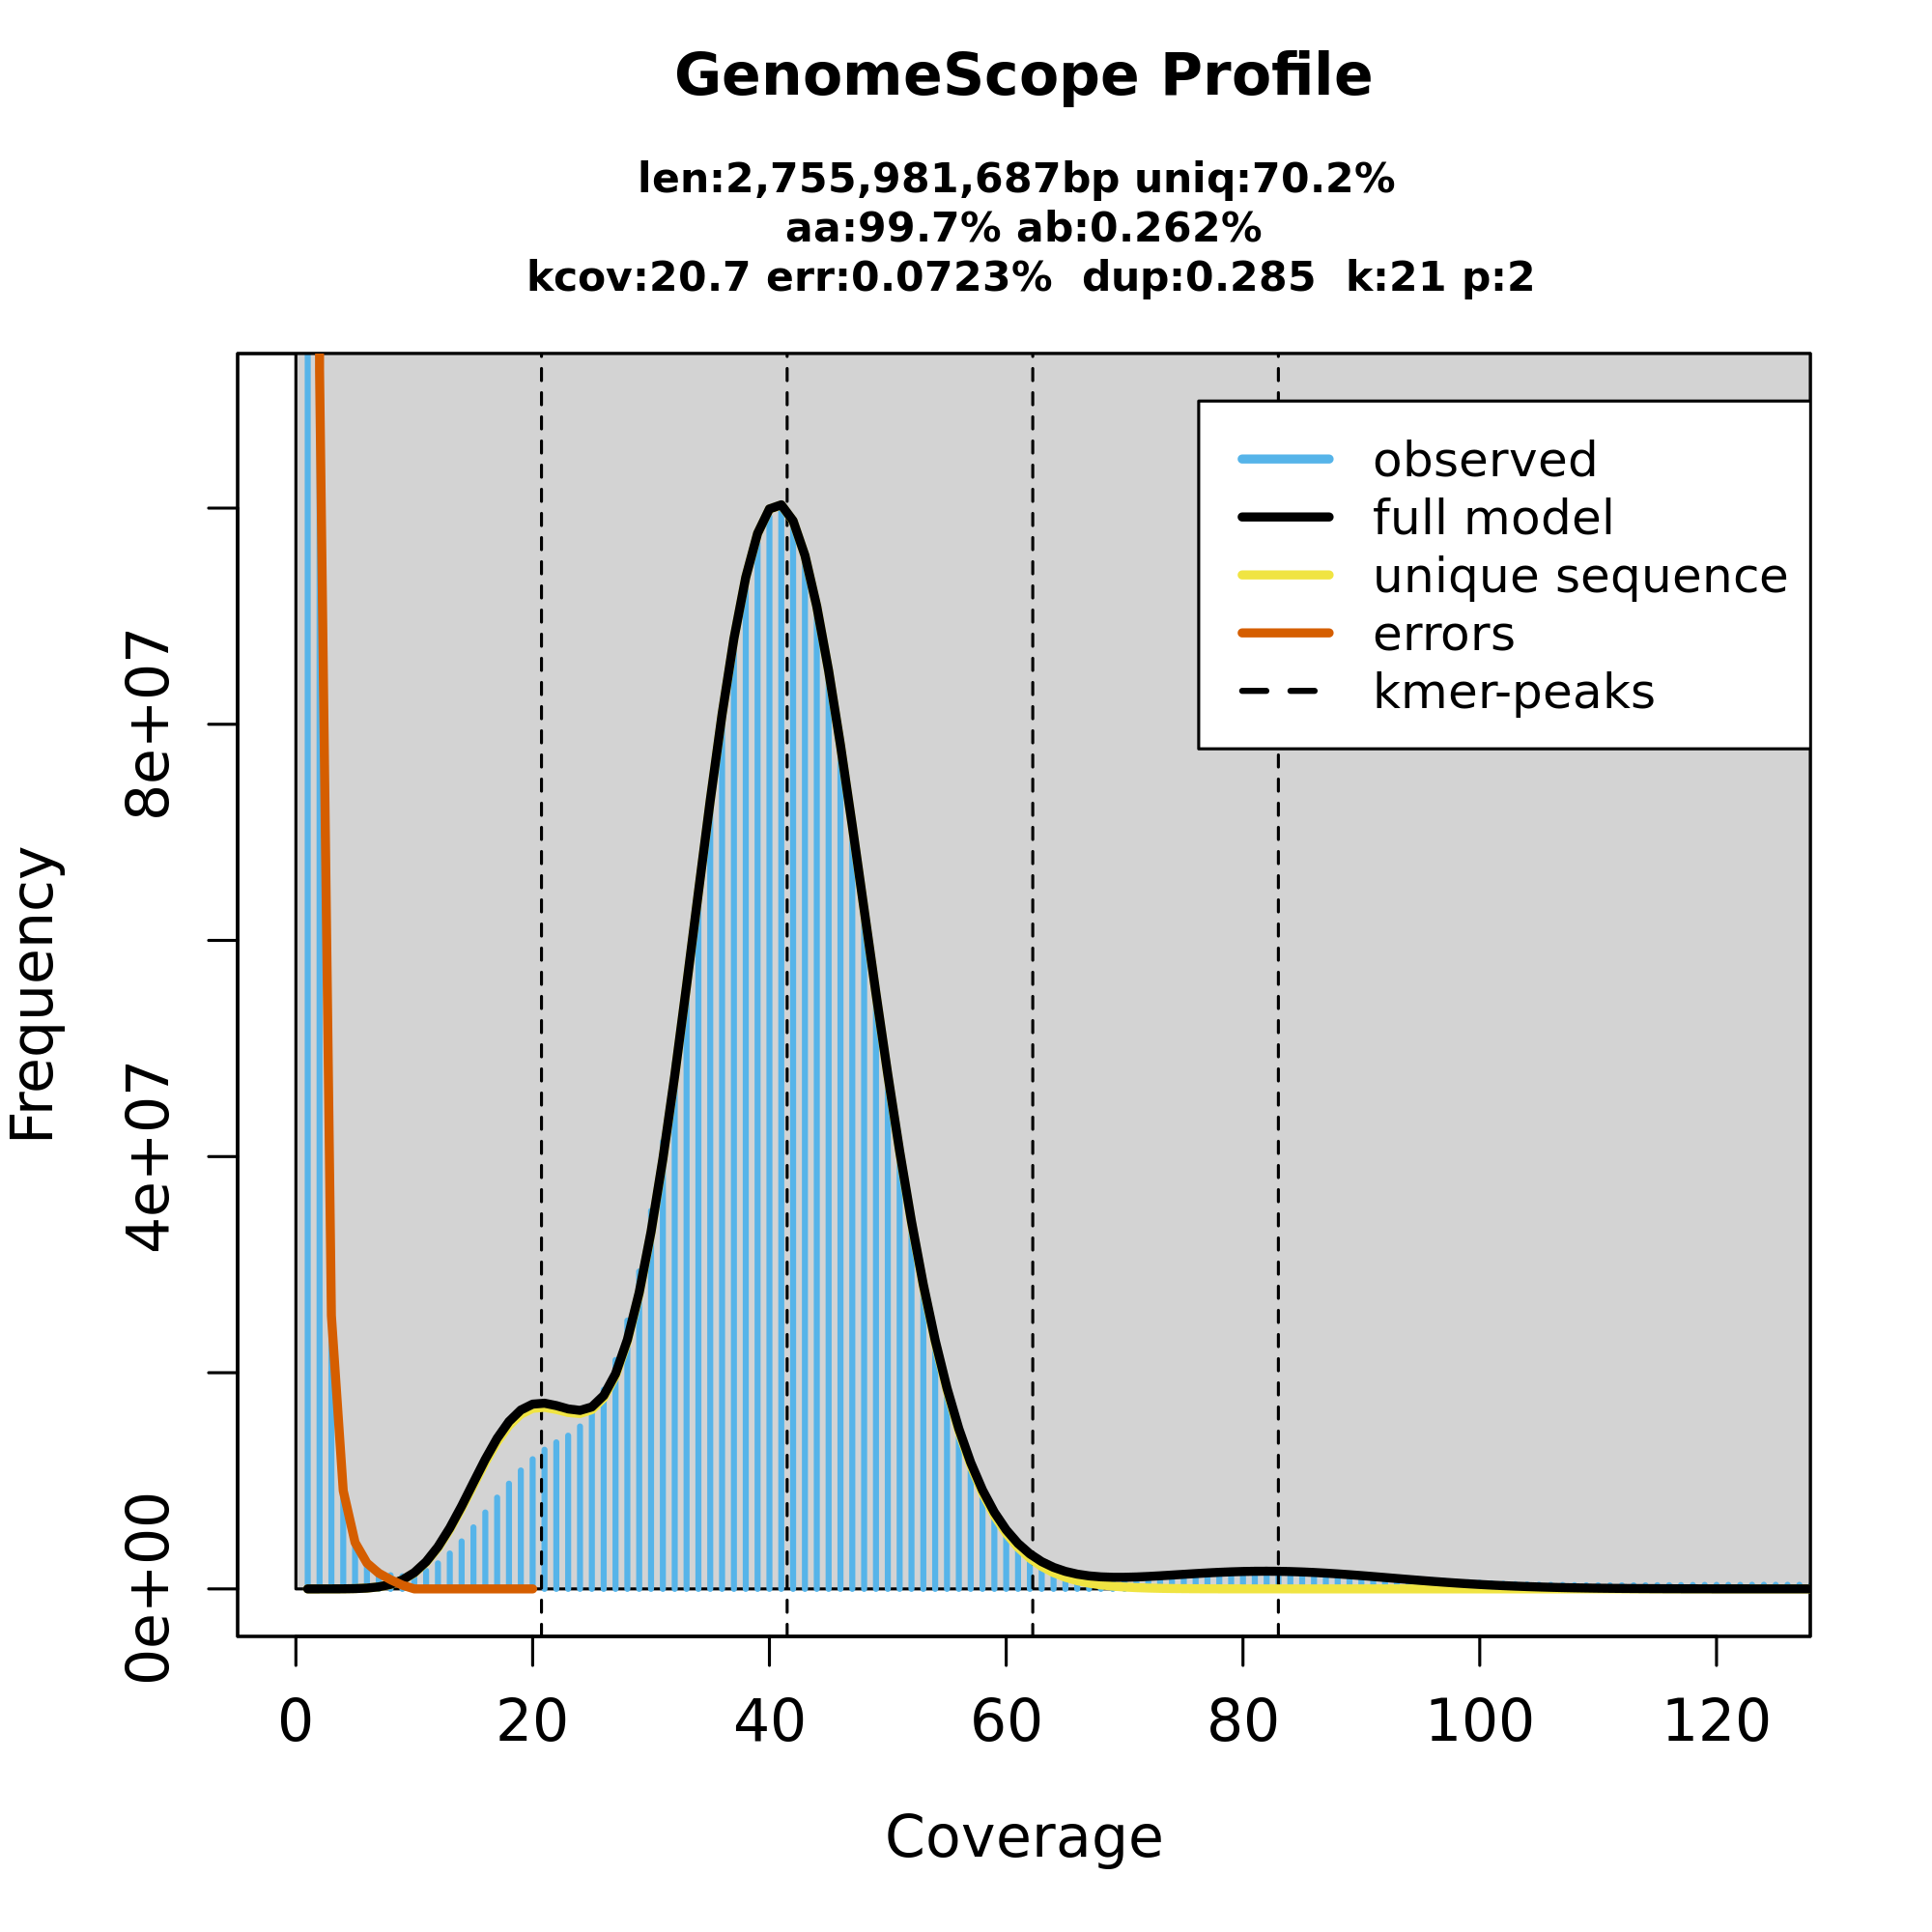 GenomeScope Profile
len:2,755,981,687bp uniq:70.2%
aa:99.7% ab:0.262%
kcov:20.7 err:0.0723%  dup:0.285  k:21 p:2
observed
full model
unique sequence
errors
kmer-peaks
Frequency
8e+07
4e+07
0e+00
0 20 40 60 80 100 120
Coverage